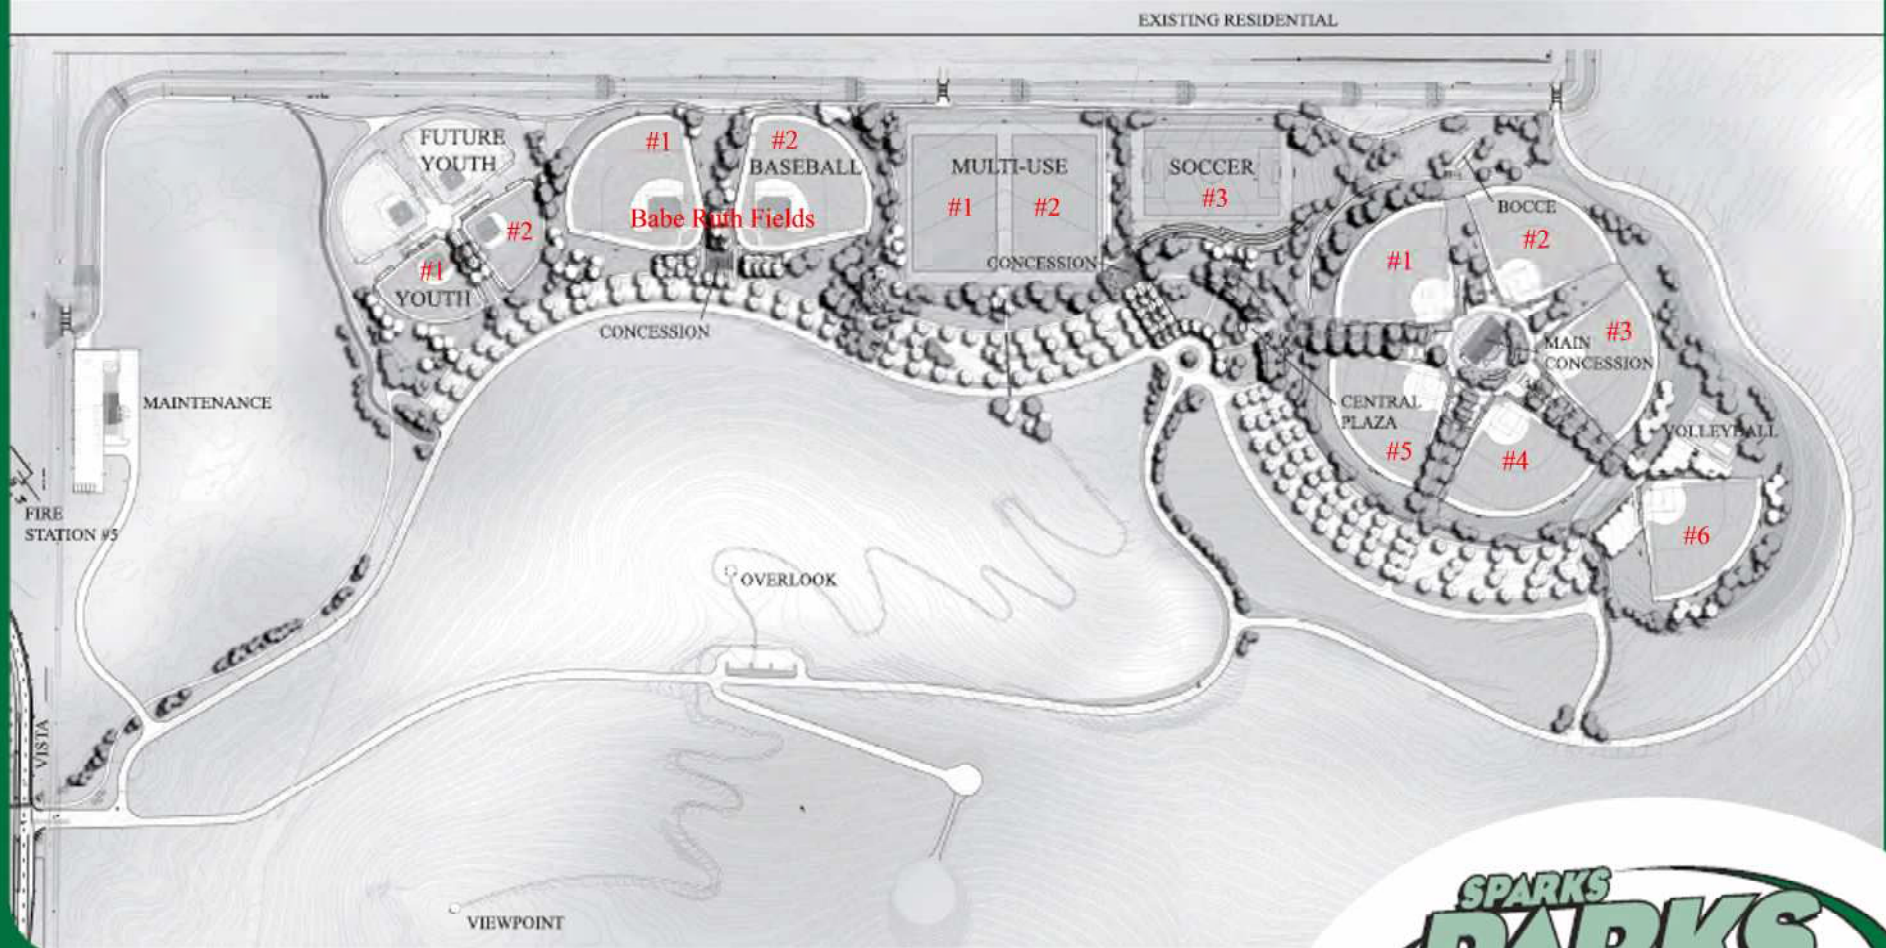 EXISTING RESIDENTIAL
FUTURE
YOUTH
#1
#2
BASEBALL
Babe Ruth Fields
#2
#1
YOUTH
CONCESSION
MULTI-USE
#1
#2
CONCESSION
SOCCER
#3
BOCCE
#1
#2
#3
MAIN
CONCESSION
CENTRAL
PLAZA
#5
#4
VOLLEYBALL
#6
MAINTENANCE
FIRE
STATION #5
OVERLOOK
VISTA
VIEWPOINT
SPARKS
PARKS